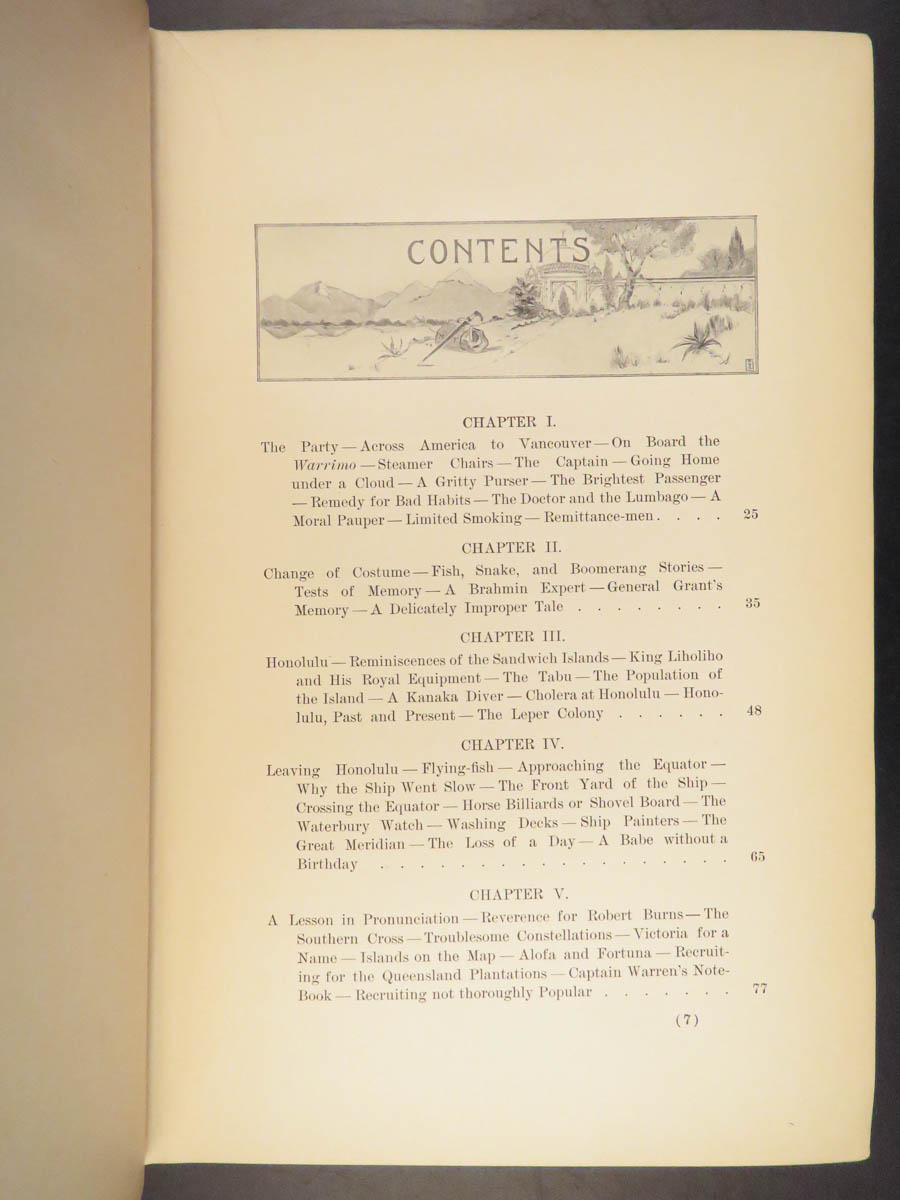 CONTENTS
CHAPTER I.
The Party — Across America to Vancouver — On Board the
Warrimo — Steamer Chairs — The Captain — Going Home
under a Cloud — A Gritty Purser — The Brightest Passenger
— Remedy for Bad Habits — The Doctor and the Lumbago — A
Moral Pauper — Limited Smoking — Remittance-men . . . . 25
CHAPTER II.
Change of Costume — Fish, Snake, and Boomerang Stories —
Tests of Memory — A Brahmin Expert — General Grant's
Memory — A Delicately Improper Tale . . . . . . . . 35
CHAPTER III.
Honolulu — Reminiscences of the Sandwich Islands — King Liholiho
and His Royal Equipment — The Tabu — The Population of
the Island — A Kanaka Diver — Cholera at Honolulu — Hono-
lulu, Past and Present — The Leper Colony . . . . . . 48
CHAPTER IV.
Leaving Honolulu — Flying-fish — Approaching the Equator —
Why the Ship Went Slow — The Front Yard of the Ship —
Crossing the Equator — Horse Billiards or Shovel Board — The
Waterbury Watch — Washing Decks — Ship Painters — The
Great Meridian — The Loss of a Day — A Babe without a
Birthday . . . . . . . . . . . . . . . . . . 65
CHAPTER V.
A Lesson in Pronunciation — Reverence for Robert Burns — The
Southern Cross — Troublesome Constellations — Victoria for a
Name — Islands on the Map — Alofa and Fortuna — Recruit-
ing for the Queensland Plantations — Captain Warren's Note-
Book — Recruiting not thoroughly Popular . . . . . . . 77
(7)